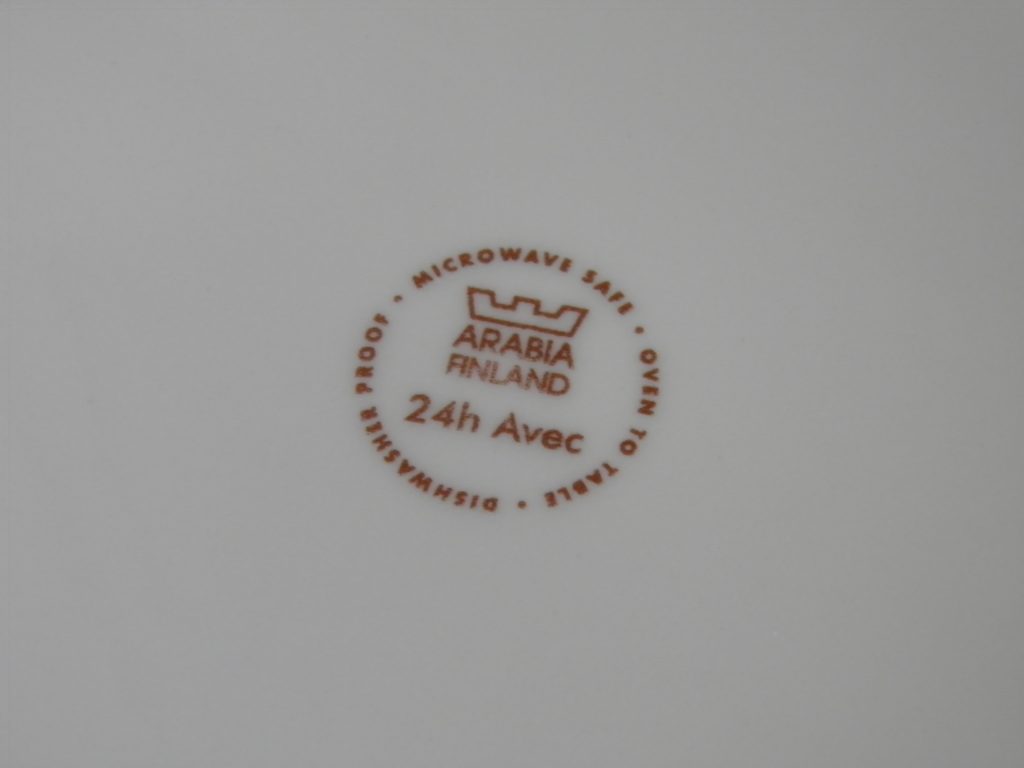 MICROWAVE SAFE • OVEN TO TABLE • DISHWASHER PROOF •
ARABIA
FINLAND
24h Avec